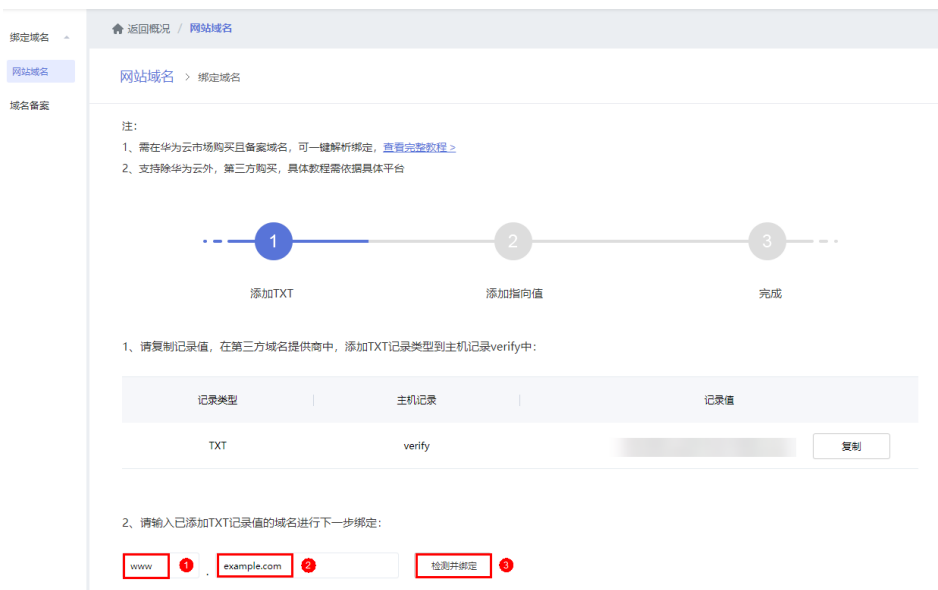 绑定域名
网站域名
域名备案
返回概况 / 网站域名
网站域名 > 绑定域名
注：
1、需在华为云市场购买且备案域名，可一键解析绑定，查看完整教程 >
2、支持除华为云外，第三方购买，具体教程需依据具体平台
1 2 3
添加TXT 添加指向值 完成
1、请复制记录值，在第三方域名提供商中，添加TXT记录类型到主机记录verify中：
记录类型 主机记录 记录值
TXT verify 复制
2、请输入已添加TXT记录值的域名进行下一步绑定：
www 1 . example.com 2 检测并绑定 3